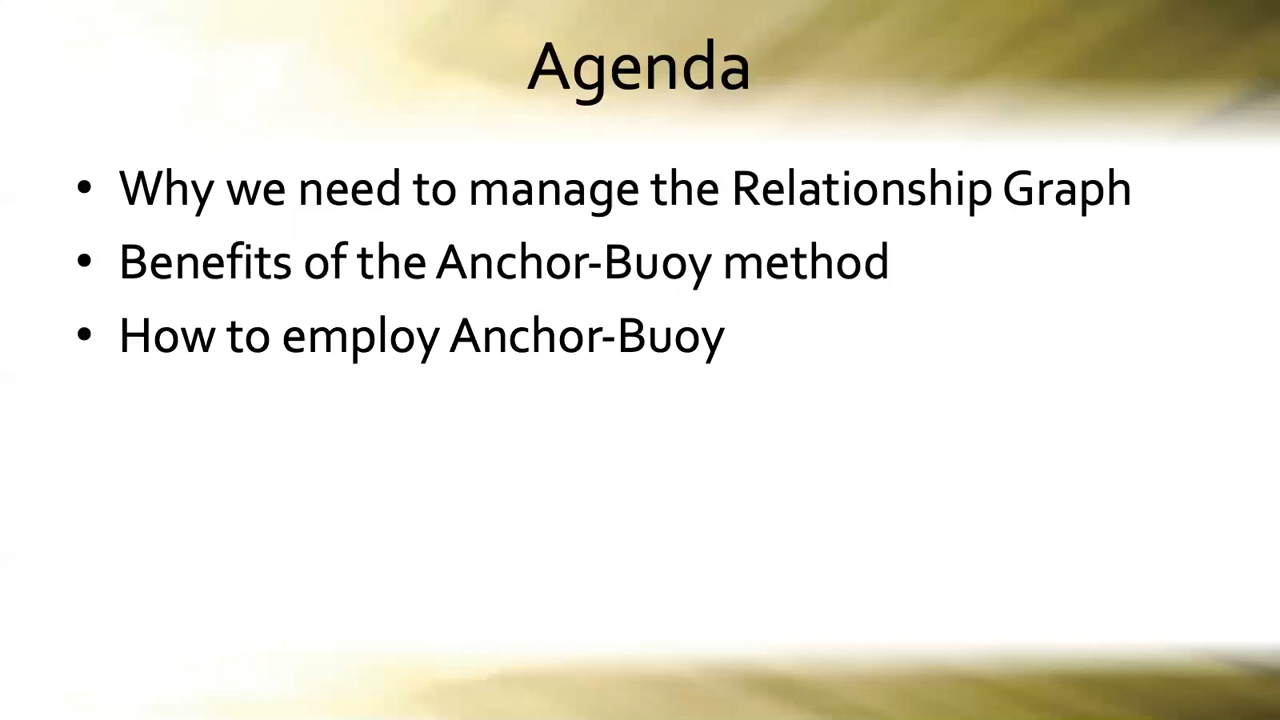 Agenda
• Why we need to manage the Relationship Graph
• Benefits of the Anchor-Buoy method
• How to employ Anchor-Buoy